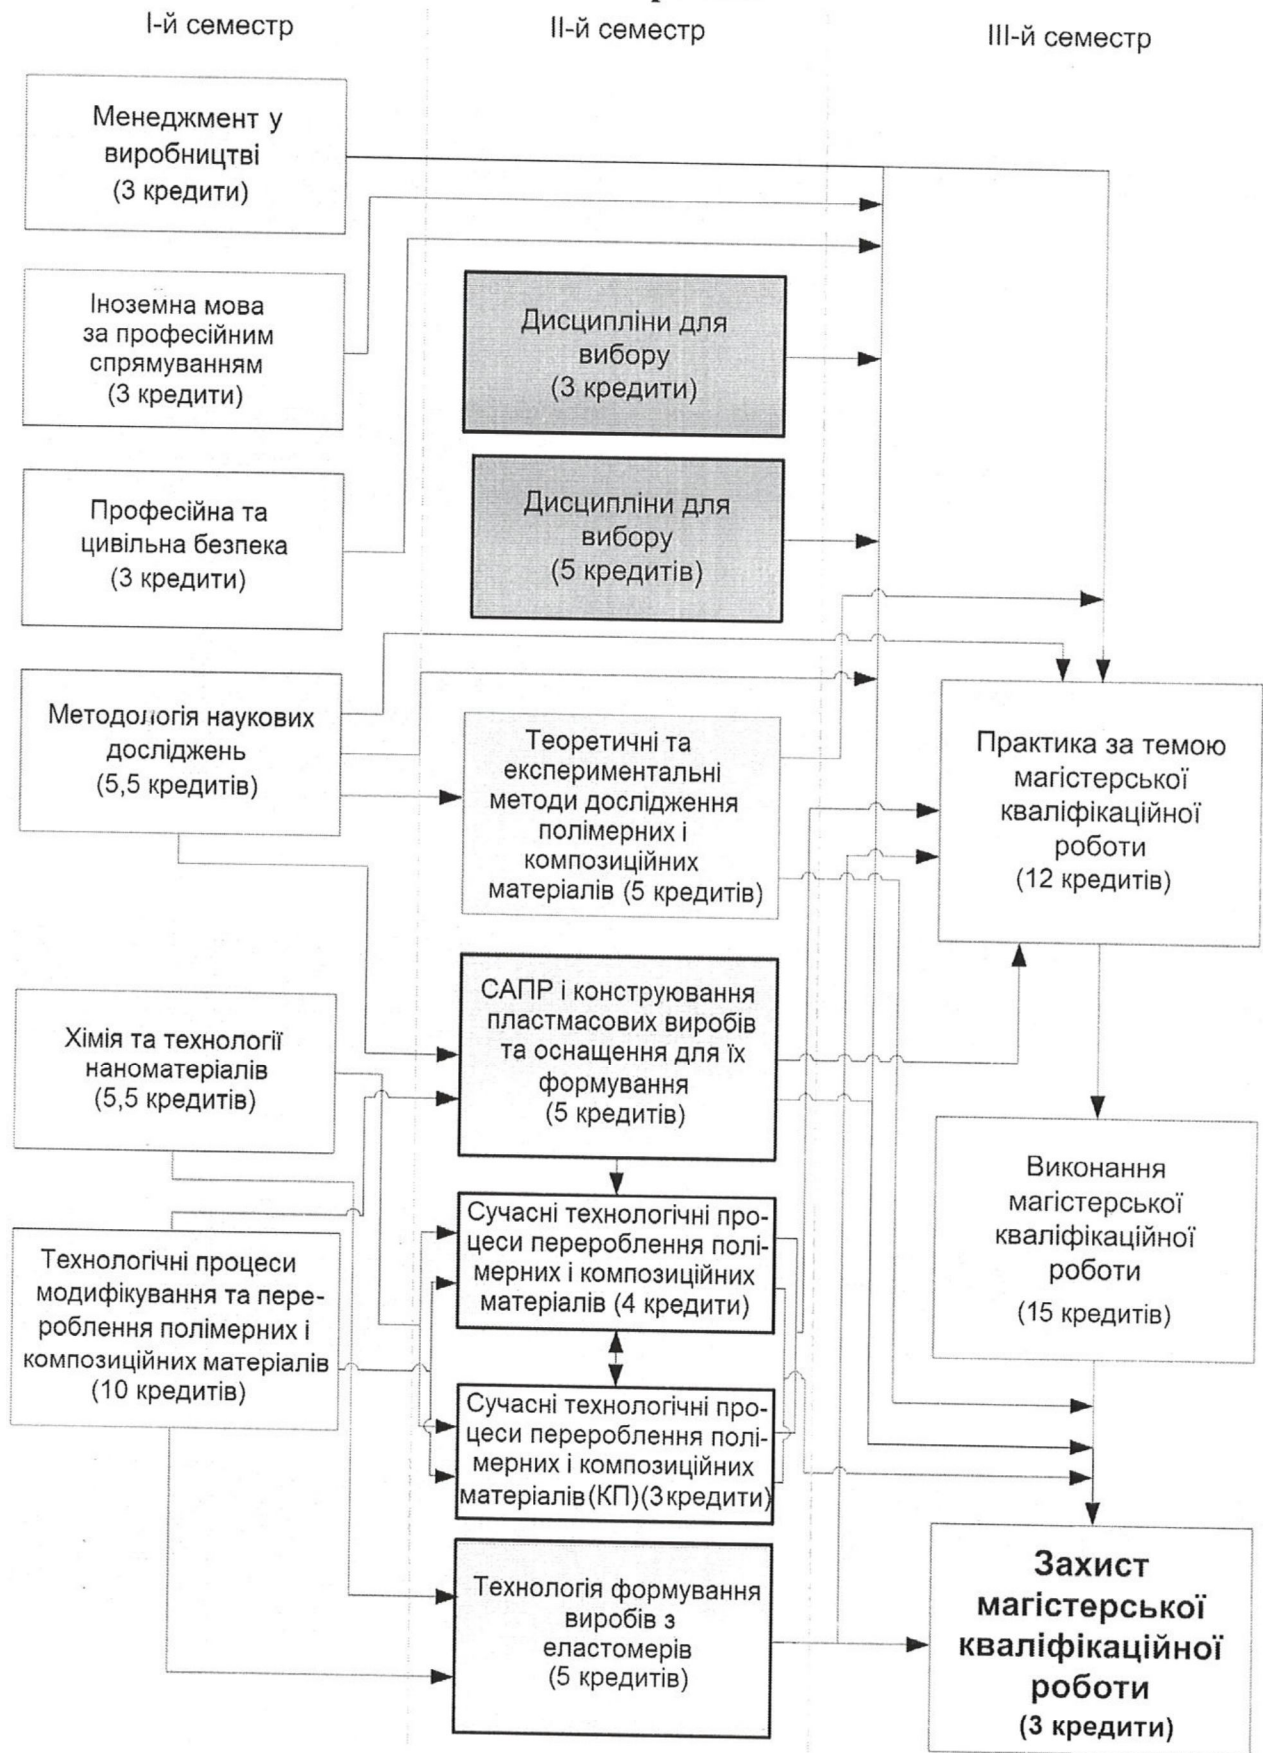 І-й семестр
ІІ-й семестр
ІІІ-й семестр
Менеджмент у
виробництві
(3 кредити)
Іноземна мова
за професійним
спрямуванням
(3 кредити)
Професійна та
цивільна безпека
(3 кредити)
Методологія наукових
досліджень
(5,5 кредитів)
Хімія та технології
наноматеріалів
(5,5 кредитів)
Технологічні процеси
модифікування та пере-
роблення полімерних і
композиційних матеріалів
(10 кредитів)
Дисципліни для
вибору
(3 кредити)
Дисципліни для
вибору
(5 кредитів)
Теоретичні та
експериментальні
методи дослідження
полімерних і
композиційних
матеріалів (5 кредитів)
САПР і конструювання
пластмасових виробів
та оснащення для їх
формування
(5 кредитів)
Сучасні технологічні про-
цеси перероблення полі-
мерних і композиційних
матеріалів (4 кредити)
Сучасні технологічні про-
цеси перероблення полі-
мерних і композиційних
матеріалів (КП) (3 кредити)
Технологія формування
виробів з
еластомерів
(5 кредитів)
Практика за темою
магістерської
кваліфікаційної
роботи
(12 кредитів)
Виконання
магістерської
кваліфікаційної
роботи
(15 кредитів)
Захист
магістерської
кваліфікаційної
роботи
(3 кредити)